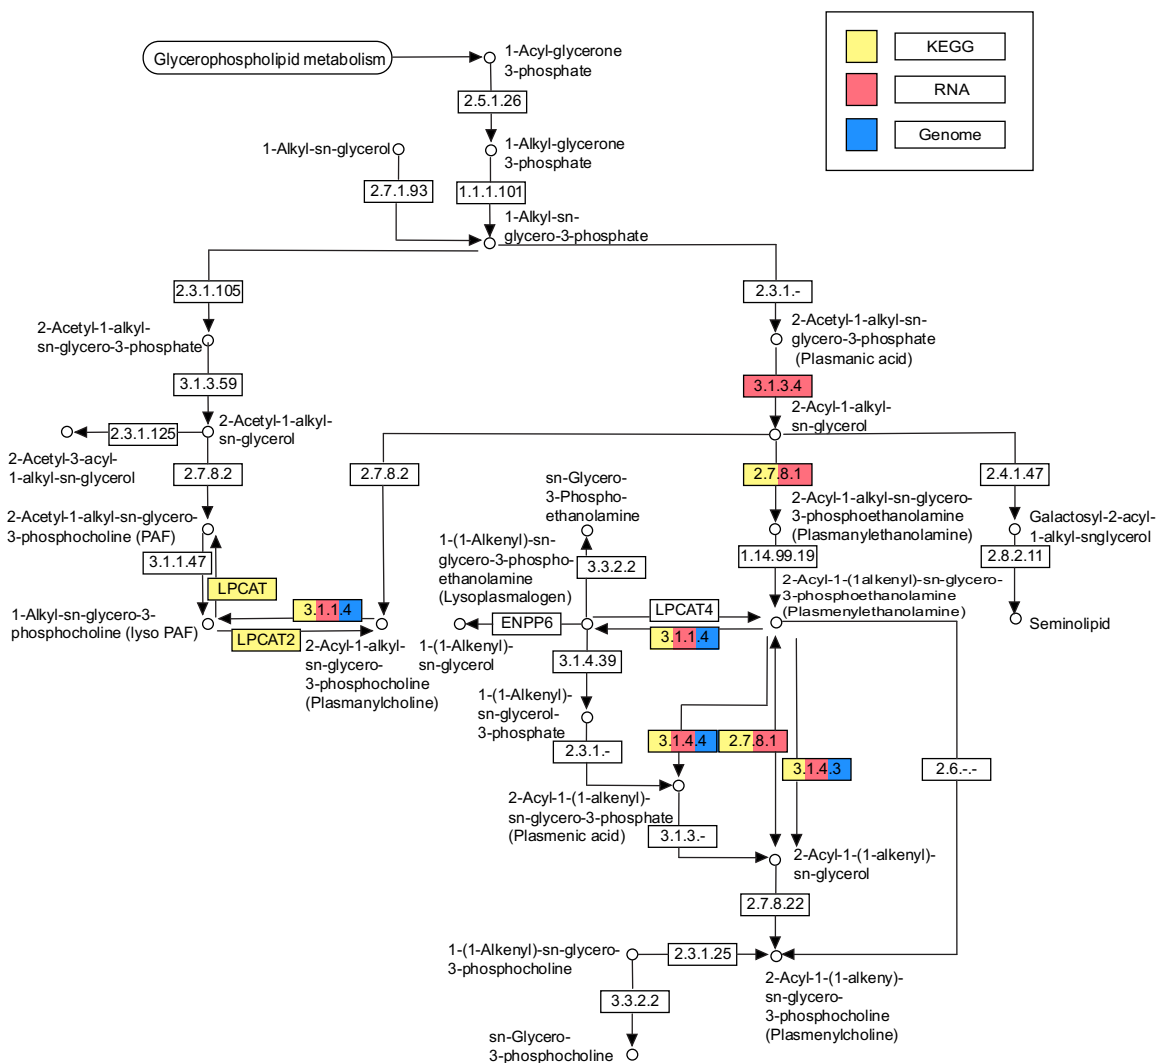 KEGG
RNA
Genome
Glycerophospholipid metabolism
1-Acyl-glycerone
3-phosphate
2.5.1.26
1-Alkyl-sn-glycerol
1-Alkyl-glycerone
3-phosphate
2.7.1.93
1.1.1.101
1-Alkyl-sn-
glycero-3-phosphate
2.3.1.105
2.3.1.-
2-Acetyl-1-alkyl-
sn-glycero-3-phosphate
2-Acetyl-1-alkyl-sn-
glycero-3-phosphate
(Plasmanic acid)
3.1.3.59
3.1.3.4
2-Acetyl-1-alkyl-
sn-glycerol
2-Acyl-1-alkyl-
sn-glycerol
2.3.1.125
2-Acetyl-3-acyl-
1-alkyl-sn-glycerol
2.7.8.2
2.7.8.2
2.7.8.1
2.4.1.47
sn-Glycero-
3-Phospho-
ethanolamine
2-Acetyl-1-alkyl-sn-glycero-
3-phosphocholine (PAF)
2-Acyl-1-alkyl-sn-glycero-
3-phosphoethanolamine
(Plasmanylethanolamine)
Galactosyl-2-acyl-
1-alkyl-snglycerol
3.1.1.47
1-(1-Alkenyl)-sn-
glycero-3-phospho-
ethanolamine
(Lysoplasmalogen)
3.3.2.2
1.14.99.19
2.8.2.11
LPCAT
2-Acyl-1-(1alkenyl)-sn-glycero-
3-phosphoethanolamine
(Plasmenylethanolamine)
1-Alkyl-sn-glycero-3-
phosphocholine (lyso PAF)
3.1.1.4
LPCAT2
ENPP6
LPCAT4
3.1.1.4
Seminolipid
2-Acyl-1-alkyl-
sn-glycero-
3-phosphocholine
(Plasmanylcholine)
1-(1-Alkenyl)-
sn-glycerol
3.1.4.39
1-(1-Alkenyl)-
sn-glycerol-
3-phosphate
2.3.1.-
3.1.4.4
2.7.8.1
3.1.4.3
2.6.-.-
2-Acyl-1-(1-alkenyl)-
sn-glycero-3-phosphate
(Plasmenic acid)
3.1.3.-
2-Acyl-1-(1-alkenyl)-
sn-glycerol
2.7.8.22
1-(1-Alkenyl)-sn-glycero-
3-phosphocholine
2.3.1.25
2-Acyl-1-(1-alkeny)-
sn-glycero-
3-phosphocholine
(Plasmenylcholine)
3.3.2.2
sn-Glycero-
3-phosphocholine